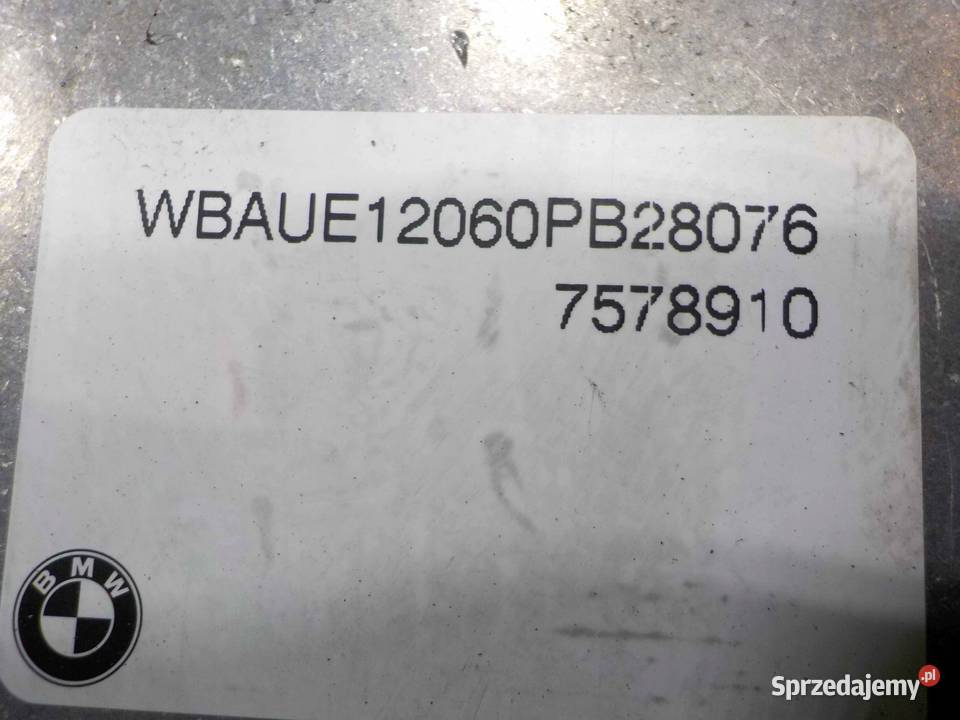 WBAUE12060PB28076
7578910
BMW
Sprzedajemy.pl